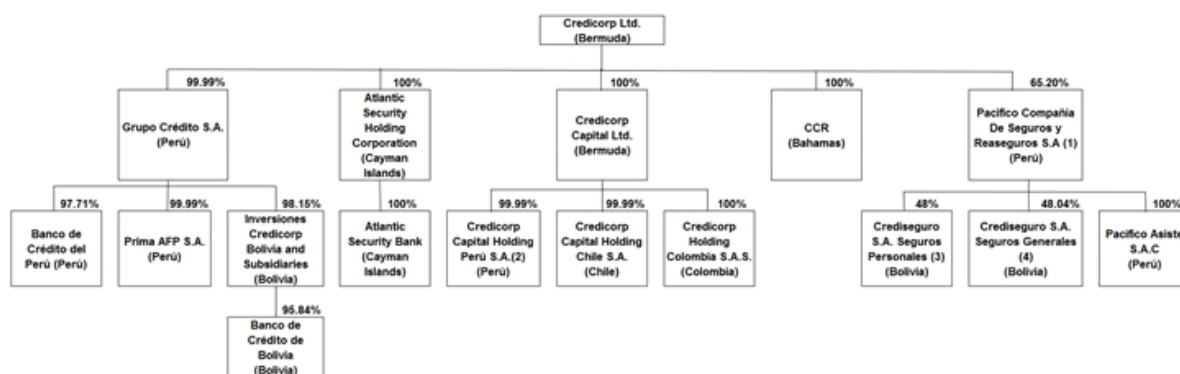 Credicorp Ltd.
(Bermuda)
99.99%
100%
100%
100%
65.20%
Grupo Crédito S.A.
(Perú)
Atlantic
Security
Holding
Corporation
(Cayman
Islands)
Credicorp
Capital Ltd.
(Bermuda)
CCR
(Bahamas)
Pacifico Compañía
De Seguros y
Reaseguros S.A (1)
(Perú)
97.71%
99.99%
98.15%
100%
99.99%
99.99%
100%
48%
48.04%
100%
Banco de
Crédito del
Perú (Perú)
Prima AFP S.A.
(Perú)
Inversiones
Credicorp
Bolivia and
Subsidiaries
(Bolivia)
Atlantic
Security Bank
(Cayman
Islands)
Credicorp
Capital Holding
Perú S.A.(2)
(Perú)
Credicorp
Capital Holding
Chile S.A.
(Chile)
Credicorp
Holding
Colombia S.A.S.
(Colombia)
Crediseguro
S.A. Seguros
Personales (3)
(Bolivia)
Crediseguro S.A.
Seguros Generales
(4)
(Bolivia)
Pacifico Asiste
S.A.C
(Perú)
95.84%
Banco de
Crédito de
Bolivia
(Bolivia)